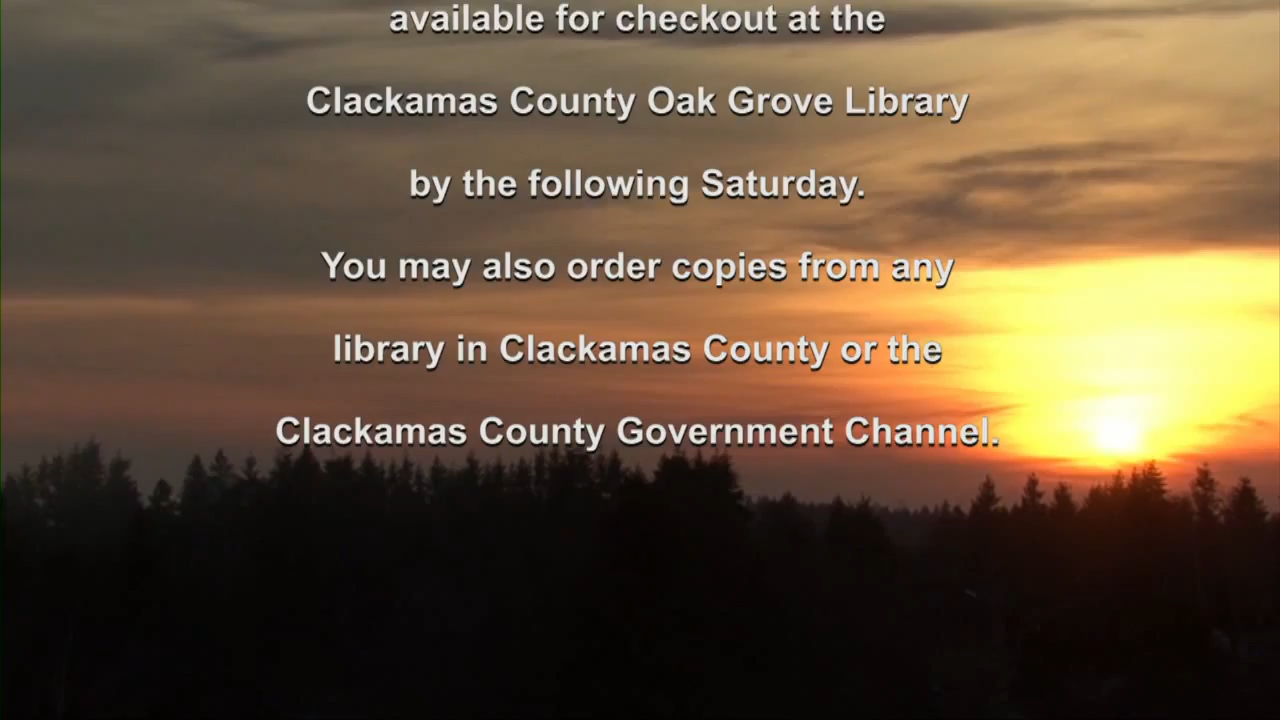 available for checkout at the
Clackamas County Oak Grove Library
by the following Saturday.
You may also order copies from any
library in Clackamas County or the
Clackamas County Government Channel.